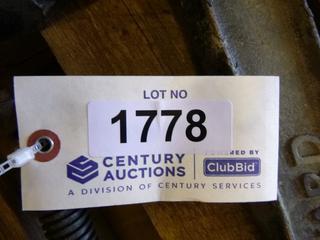 LOT NO
1778
CENTURY
AUCTIONS
POWERED BY
ClubBid
A DIVISION OF CENTURY SERVICES